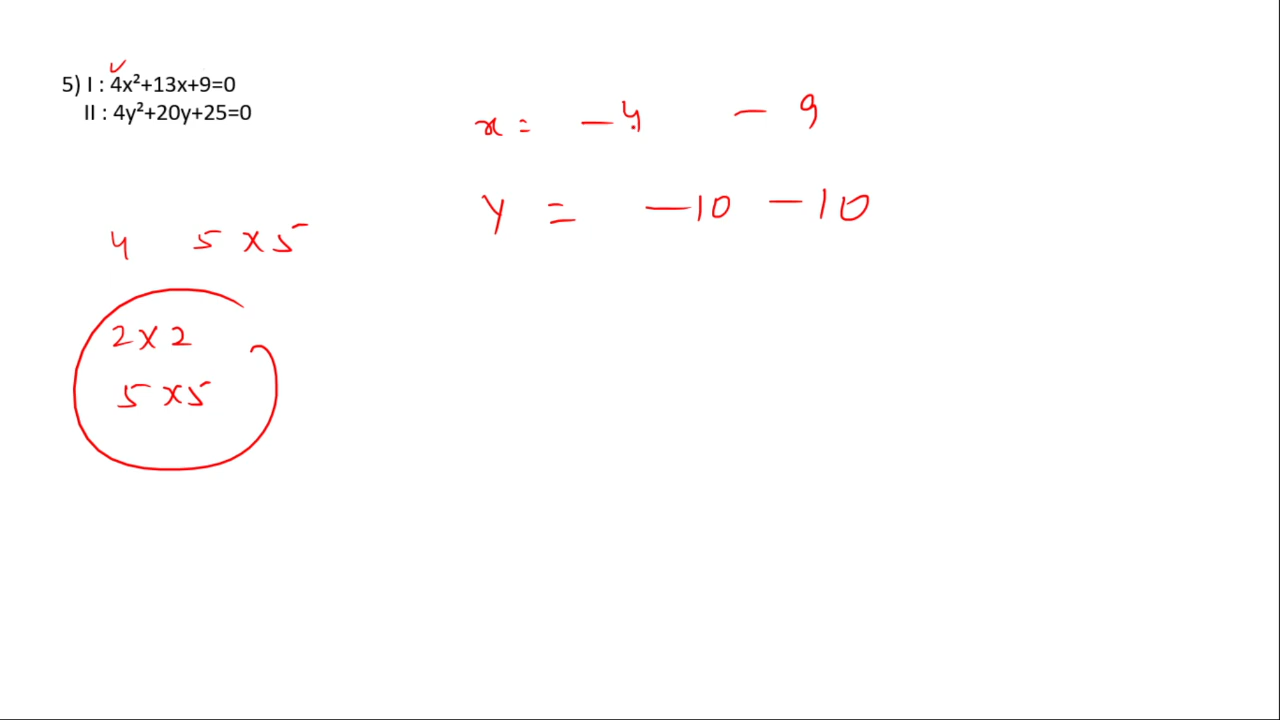 5) I : 4x²+13x+9=0
II : 4y²+20y+25=0
x = -4 -9
y = -10 -10
4 5 x 5
2 x 2
5 x 5